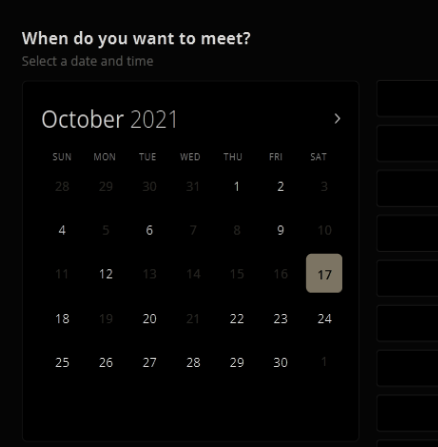 When do you want to meet?
Select a date and time
October 2021 >
SUN MON TUE WED THU FRI SAT
28 29 30 31 1 2 3
4 5 6 7 8 9 10
11 12 13 14 15 16 17
18 19 20 21 22 23 24
25 26 27 28 29 30 1